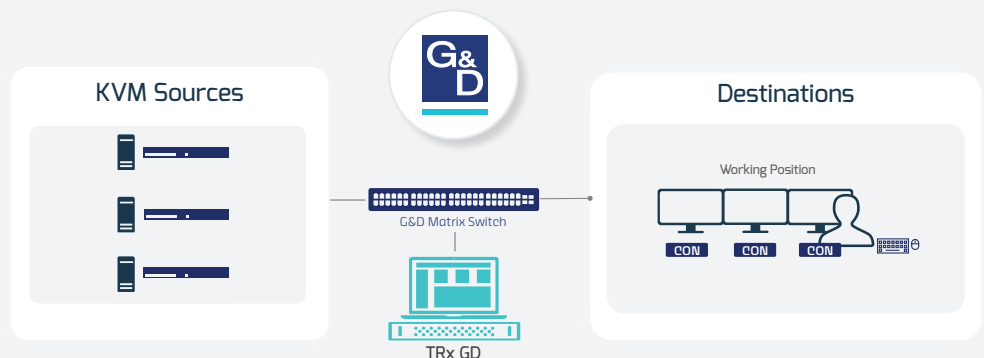 G&
D
KVM Sources
Destinations
Working Position
G&D Matrix Switch
CON
CON
CON
TRx GD